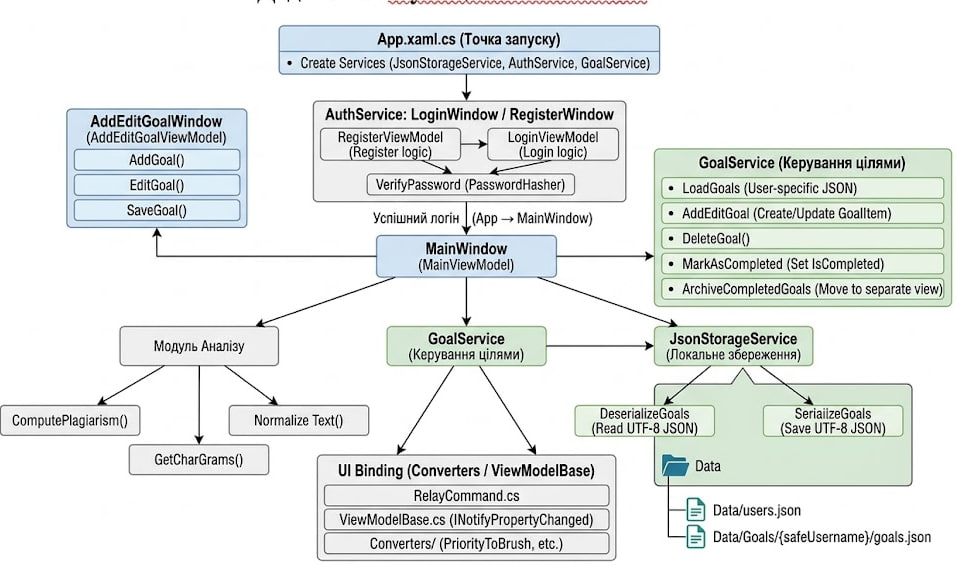 App.xaml.cs (Точка запуску)
• Create Services (JsonStorageService, AuthService, GoalService)
AuthService: LoginWindow / RegisterWindow
RegisterViewModel
(Register logic)
LoginViewModel
(Login logic)
VerifyPassword (PasswordHasher)
AddEditGoalWindow
(AddEditGoalViewModel)
AddGoal()
EditGoal()
SaveGoal()
GoalService (Керування цілями)
• LoadGoals (User-specific JSON)
• AddEditGoal (Create/Update GoalItem)
• DeleteGoal()
• MarkAsCompleted (Set IsCompleted)
• ArchiveCompletedGoals (Move to separate view)
Успішний логін (App → MainWindow)
MainWindow
(MainViewModel)
Модуль Аналізу
GoalService
(Керування цілями)
JsonStorageService
(Локальне збереження)
ComputePlagiarism()
Normalize Text()
GetCharGrams()
DeserializeGoals
(Read UTF-8 JSON)
SeriaiizeGoals
(Save UTF-8 JSON)
UI Binding (Converters / ViewModelBase)
RelayCommand.cs
ViewModelBase.cs (INotifyPropertyChanged)
Converters/ (PriorityToBrush, etc.)
Data
Data/users.json
Data/Goals/{safeUsername}/goals.json